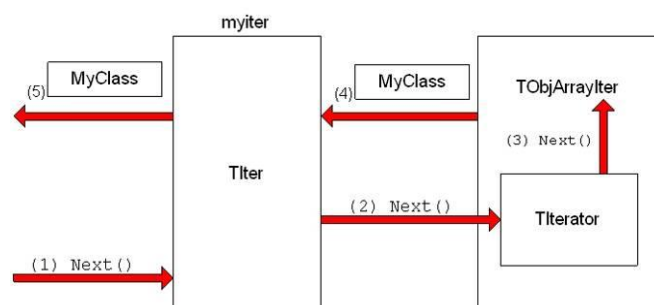 myiter
MyClass
(5)
MyClass
(4)
TObjArrayIter
(3) Next()
TIter
(2) Next()
TIterator
(1) Next()